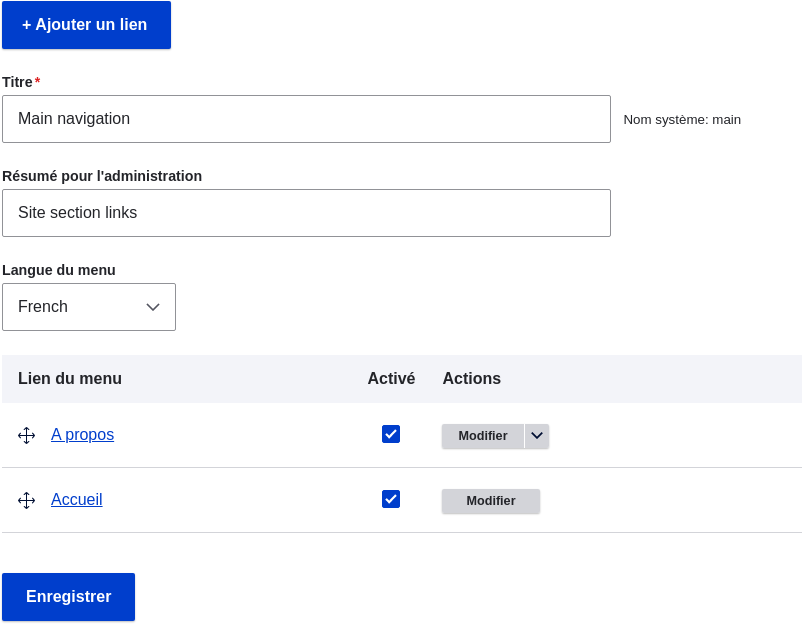 + Ajouter un lien
Titre*
Main navigation
Nom système: main
Résumé pour l'administration
Site section links
Langue du menu
French
Lien du menu Activé Actions
A propos Modifier
Accueil Modifier
Enregistrer